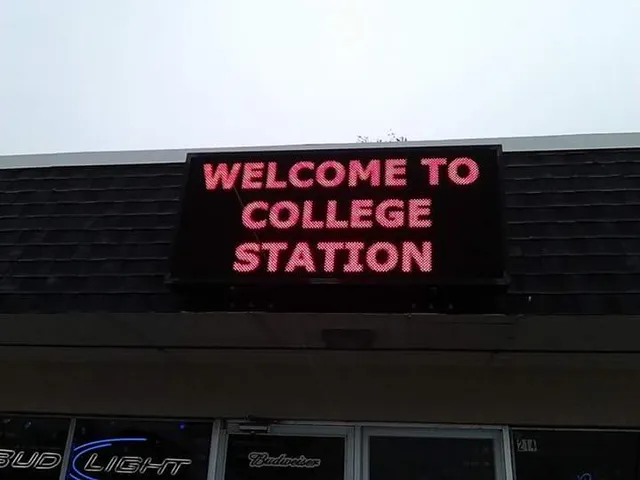 WELCOME TO
COLLEGE
STATION
BUD LIGHT
Budweiser
214